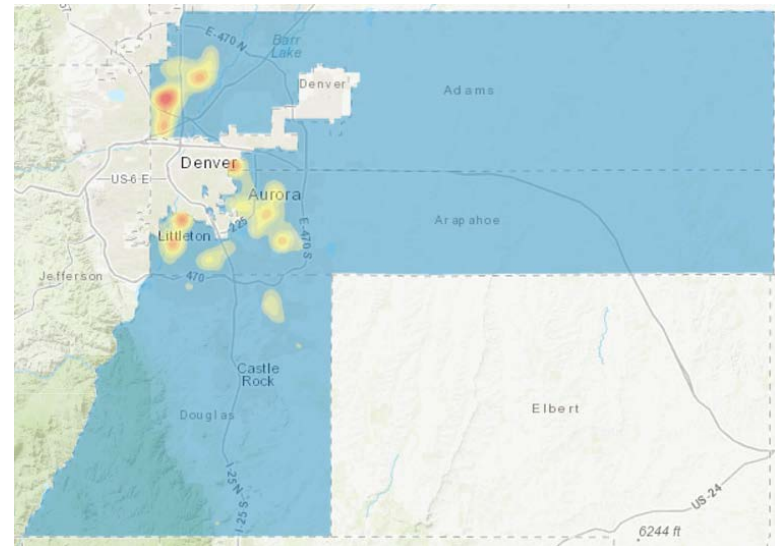 E-470 N
Barr
Lake
Denver
Adams
Denver
US-6 E
Aurora
I-225
E-470 S
Arapahoe
Littleton
Jefferson
470
Castle
Rock
Douglas
Elbert
I-25 N
I-25 S
US-24
6244 ft